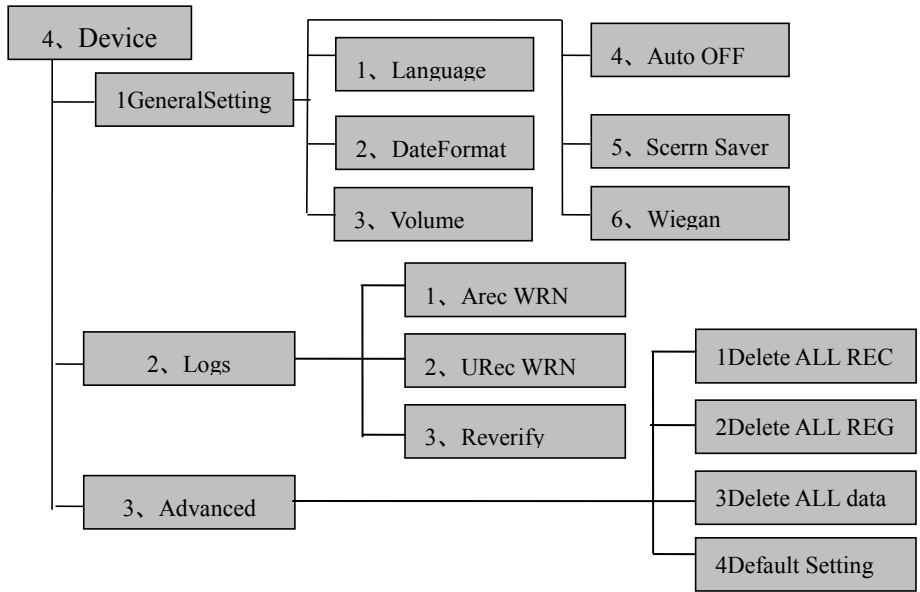 4、Device
1GeneralSetting
1、Language
2、DateFormat
3、Volume
4、Auto OFF
5、Scerrn Saver
6、Wiegan
2、Logs
1、Arec WRN
2、URec WRN
3、Reverify
3、Advanced
1Delete ALL REC
2Delete ALL REG
3Delete ALL data
4Default Setting